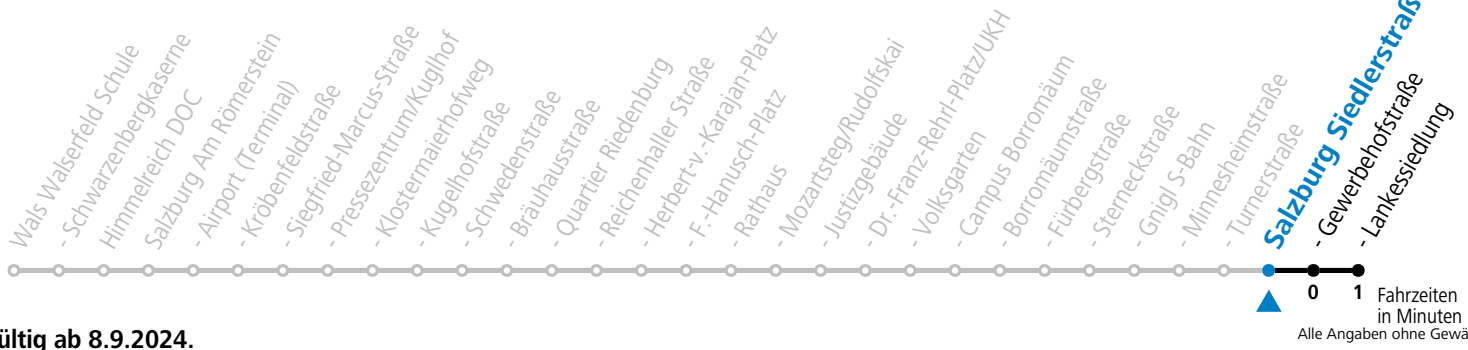 Wals Walserfeld Schule
- Schwarzenbergkaserne
Himmelreich DOC
Salzburg Am Römerstein
- Airport (Terminal)
- Kröbenfeldstraße
- Siegfried-Marcus-Straße
- Pressezentrum/Kuglhof
- Klostermaierhofweg
- Kugelhofstraße
- Schwedenstraße
- Bräuhausstraße
- Quartier Riedenburg
- Reichenhaller Straße
- Herbert-v.-Karajan-Platz
- F.-Hanusch-Platz
- Rathaus
- Mozartsteg/Rudolfskai
- Justizgebäude
- Dr.-Franz-Rehrl-Platz/UKH
- Volksgarten
- Campus Borromäum
- Borromäumstraße
- Fürbergstraße
- Sterneckstraße
- Gnigl S-Bahn
- Minnesheimstraße
- Turnerstraße
Salzburg Siedlerstraß
- Gewerbehofstraße
- Lankessiedlung
0 1 Fahrzeiten
in Minuten
Alle Angaben ohne Gewä
ültig ab 8.9.2024.